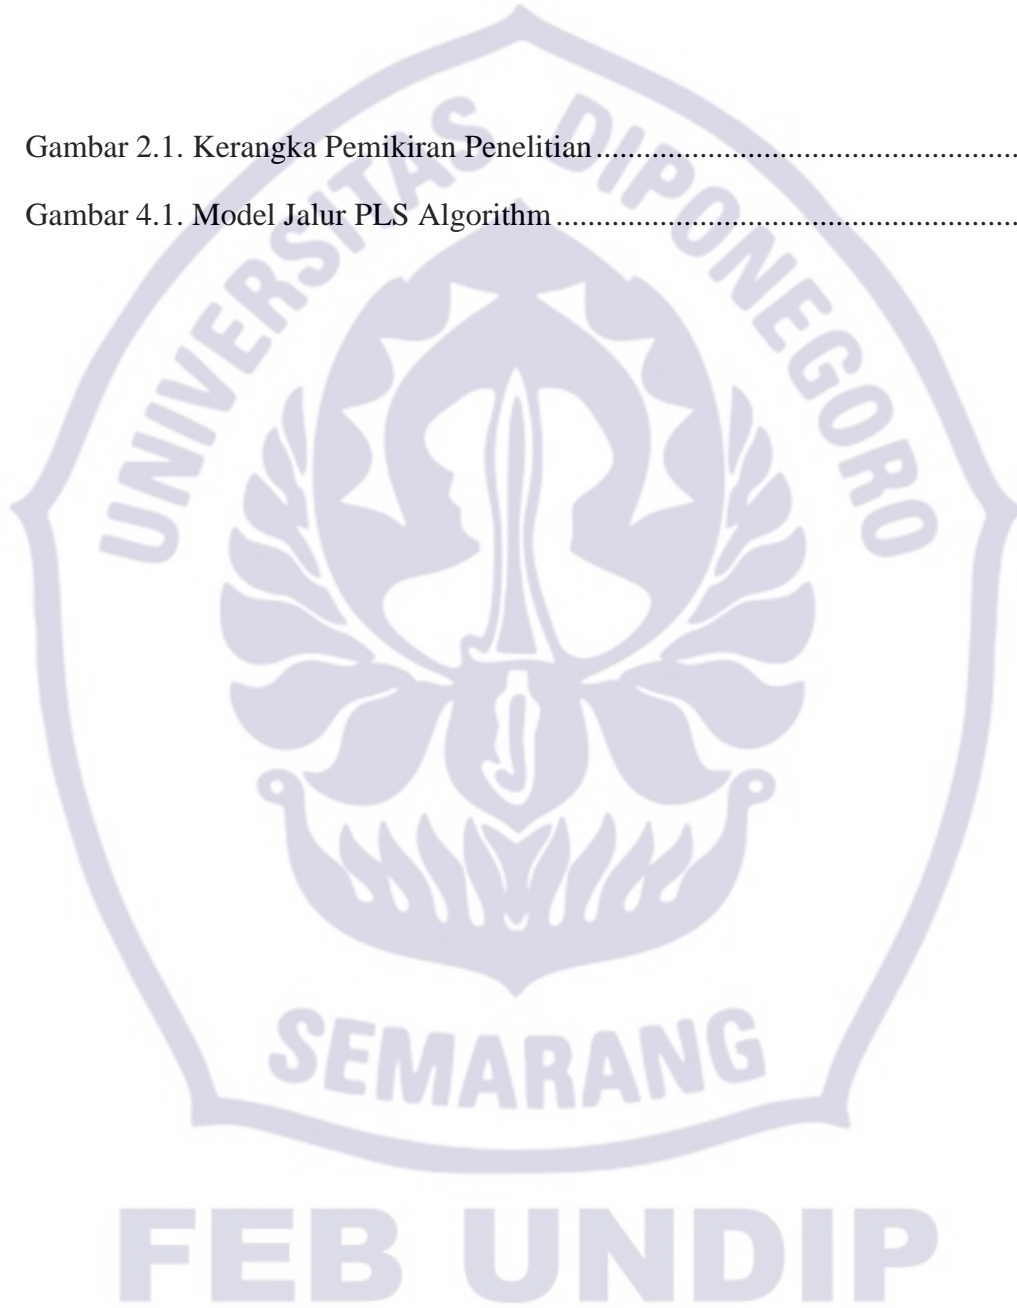 Gambar 2.1. Kerangka Pemikiran Penelitian................................................
Gambar 4.1. Model Jalur PLS Algorithm................................................
UNIVERSITAS DIPONEGORO
SEMARANG
FEB UNDIP